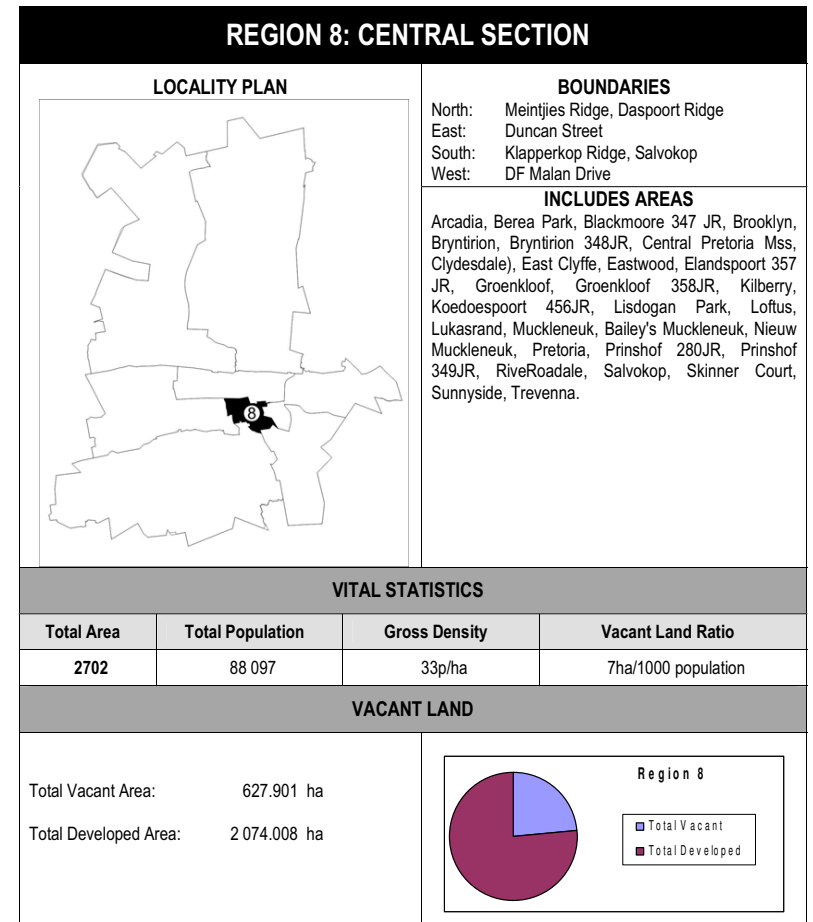 REGION 8: CENTRAL SECTION
LOCALITY PLAN
8
BOUNDARIES
North: Meintjies Ridge, Daspoort Ridge
East: Duncan Street
South: Klapperkop Ridge, Salvokop
West: DF Malan Drive
INCLUDES AREAS
Arcadia, Berea Park, Blackmoore 347 JR, Brooklyn,
Bryntirion, Bryntirion 348JR, Central Pretoria Mss,
Clydesdale), East Clyffe, Eastwood, Elandspoort 357
JR, Groenkloof, Groenkloof 358JR, Kilberry,
Koedoespoort 456JR, Lisdogan Park, Loftus,
Lukasrand, Muckleneuk, Bailey's Muckleneuk, Nieuw
Muckleneuk, Pretoria, Prinshof 280JR, Prinshof
349JR, RiveRoadale, Salvokop, Skinner Court,
Sunnyside, Trevenna.
VITAL STATISTICS
Total Area Total Population Gross Density Vacant Land Ratio
2702 88 097 33p/ha 7ha/1000 population
VACANT LAND
Total Vacant Area: 627.901 ha
Total Developed Area: 2 074.008 ha
Region 8
Total Vacant
Total Developed